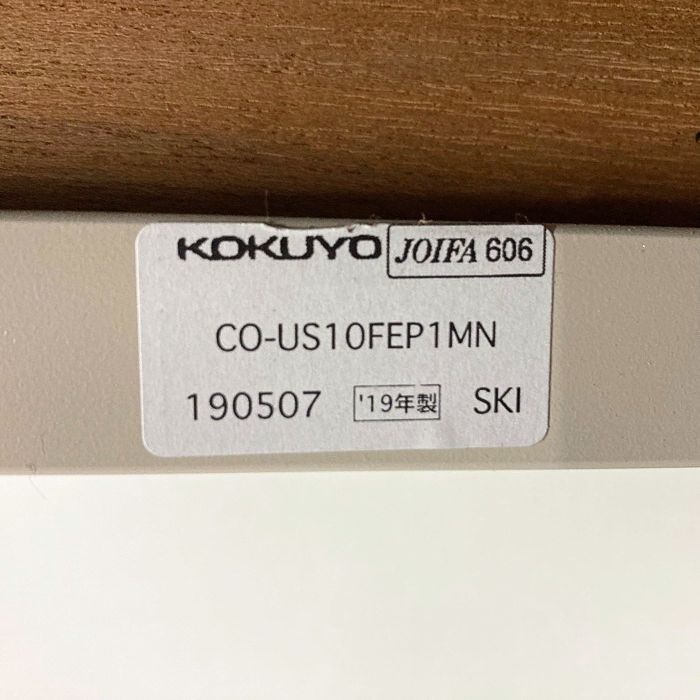 KOKUYO JOIFA 606
CO-US10FEP1MN
190507 '19年製 SKI